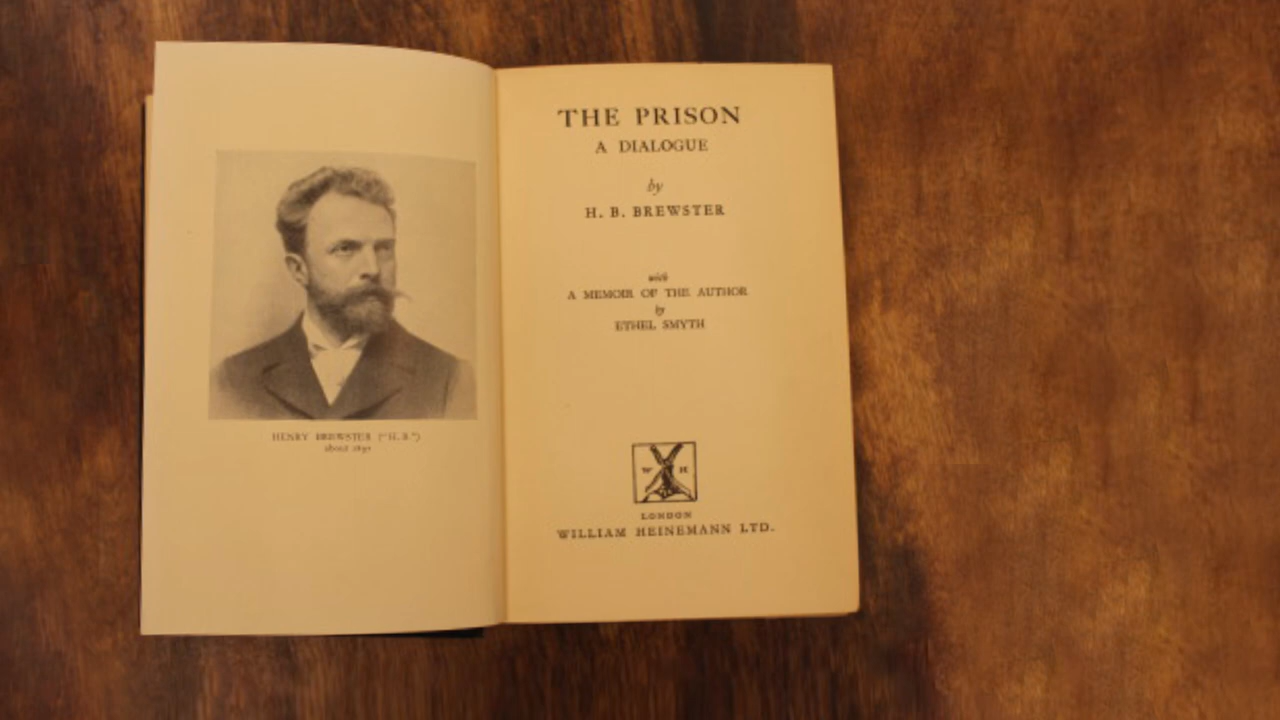 HENRY BREWSTER ("H.B.")
about
THE PRISON
A DIALOGUE
by
H. B. BREWSTER
with
A MEMOIR OF THE AUTHOR
by
ETHEL SMYTH
W H
LONDON
WILLIAM HEINEMANN LTD.